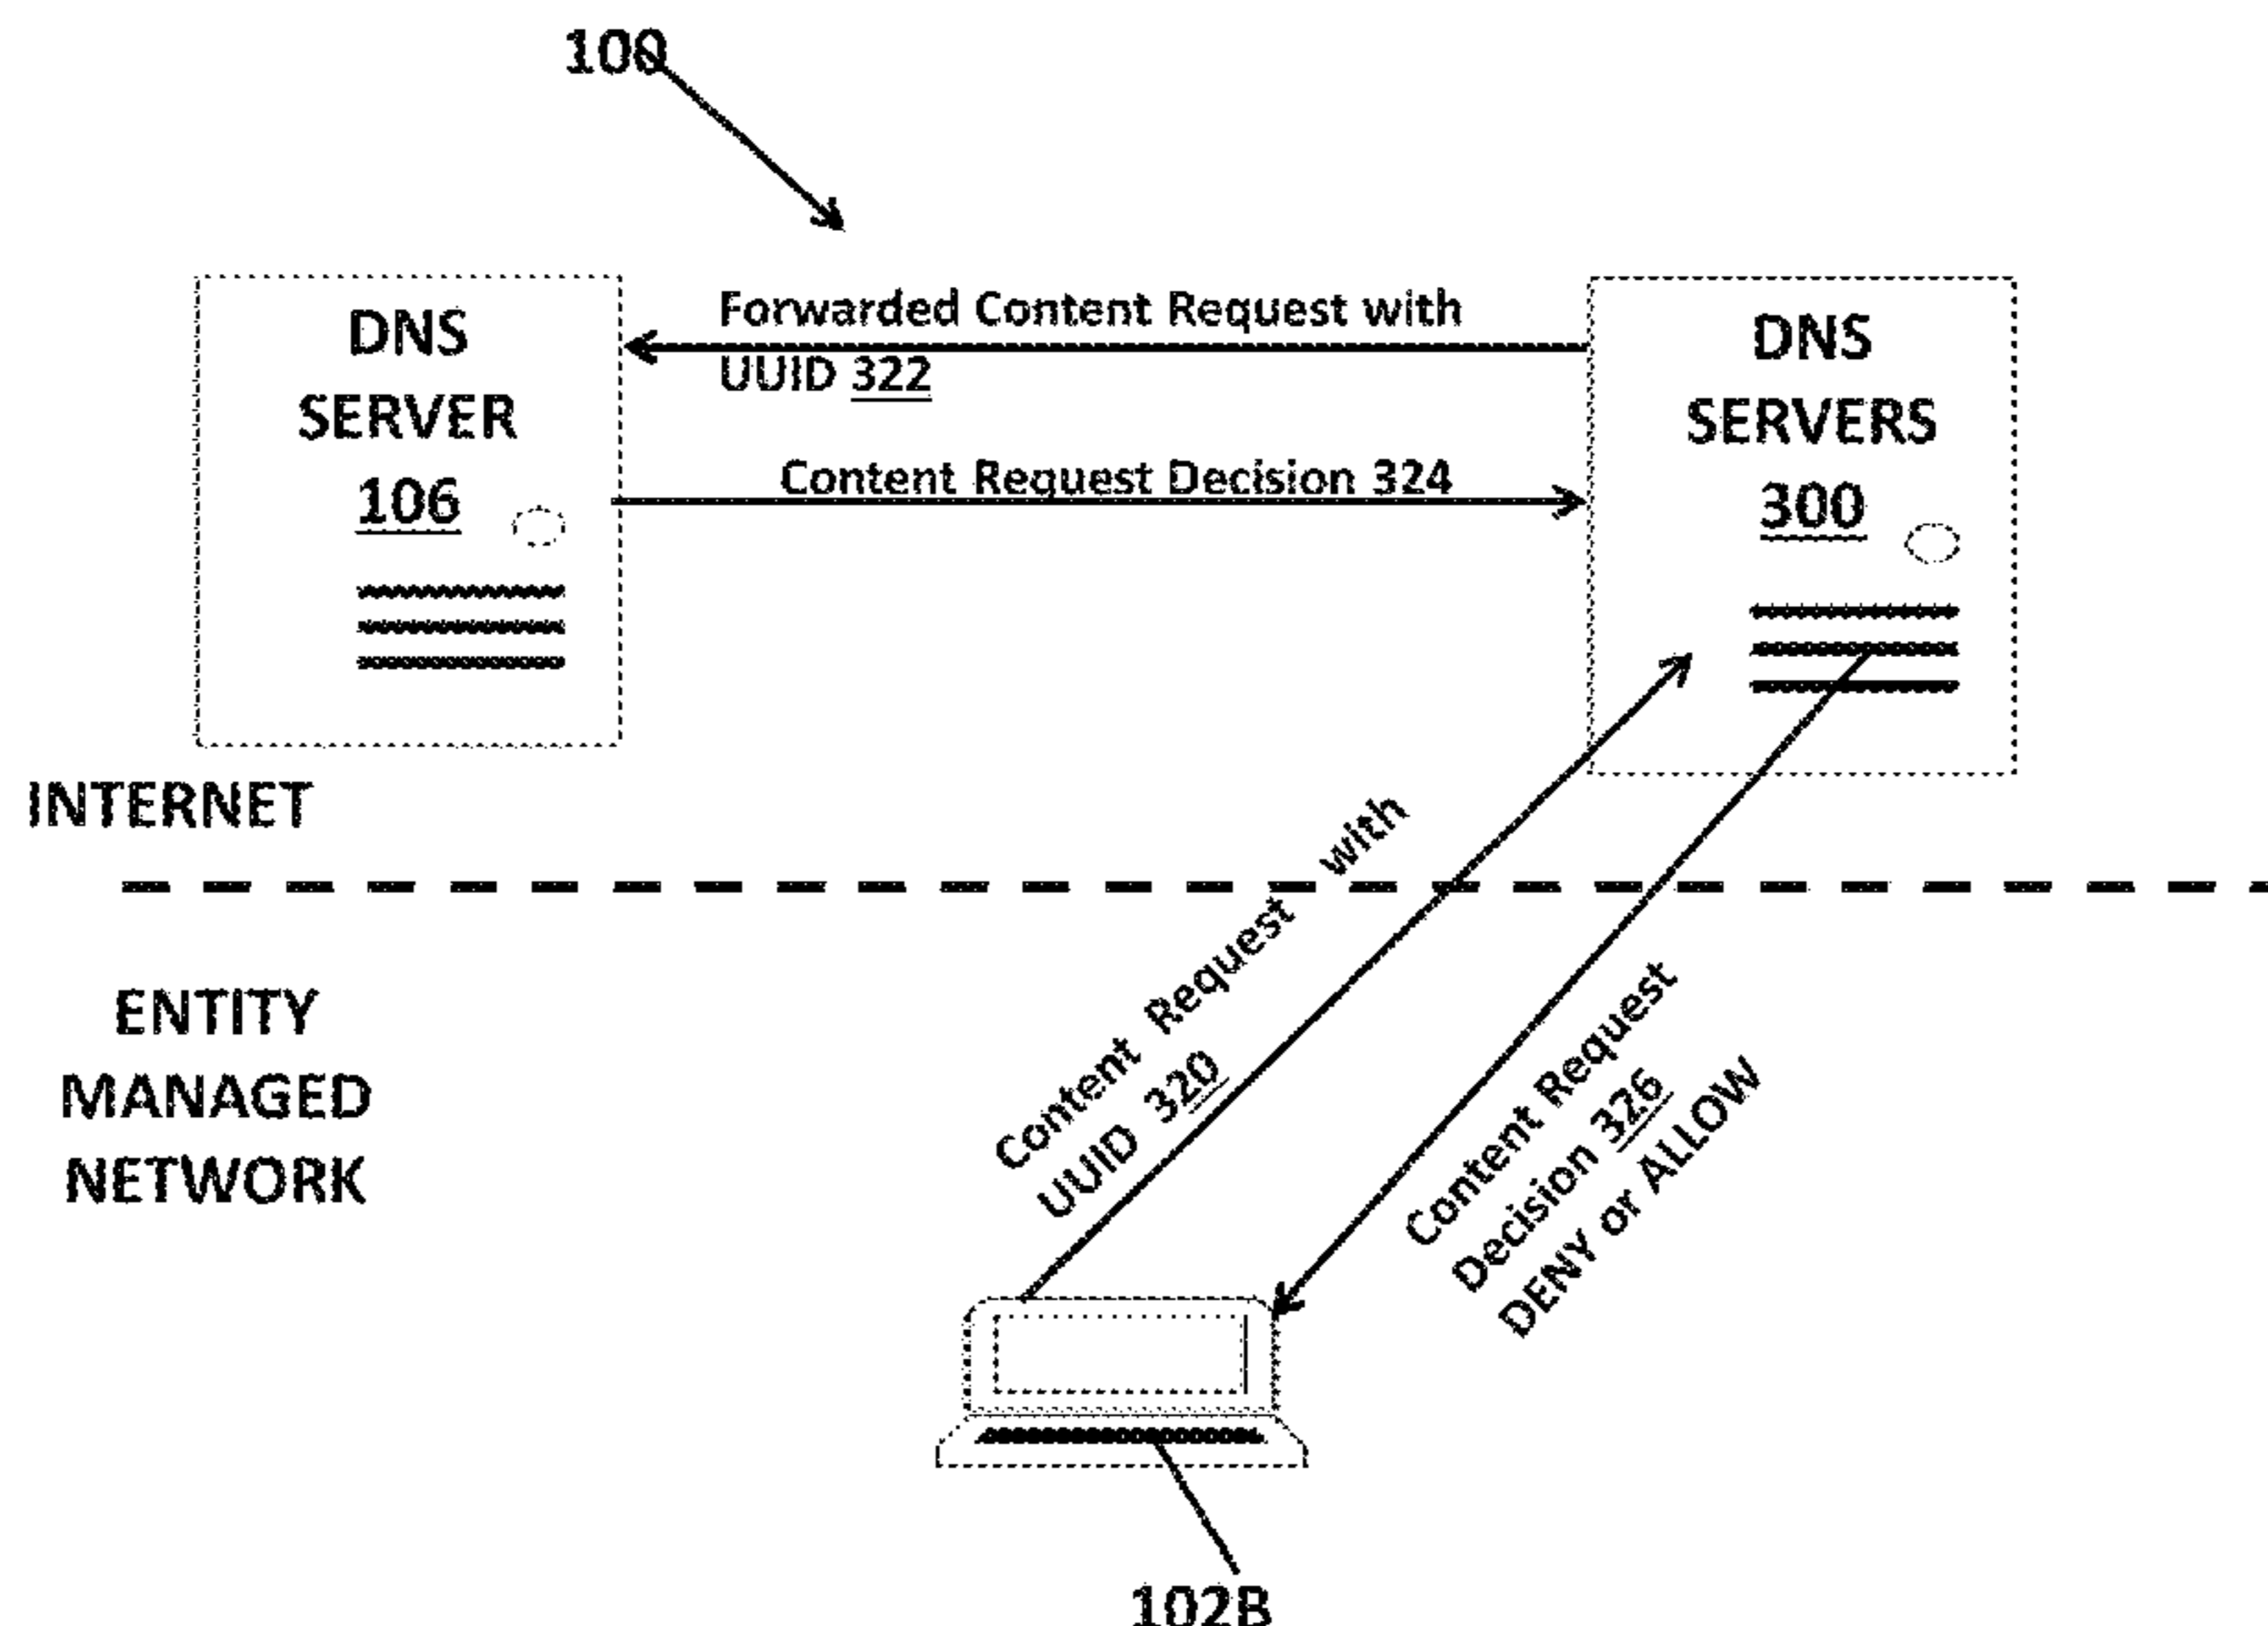 100
DNS
SERVER
106
Forwarded Content Request with
UUID 322
Content Request Decision 324
DNS
SERVERS
300
INTERNET
ENTITY
MANAGED
NETWORK
Content Request with
UUID 320
Content Request
Decision 326
DENY or ALLOW
102B